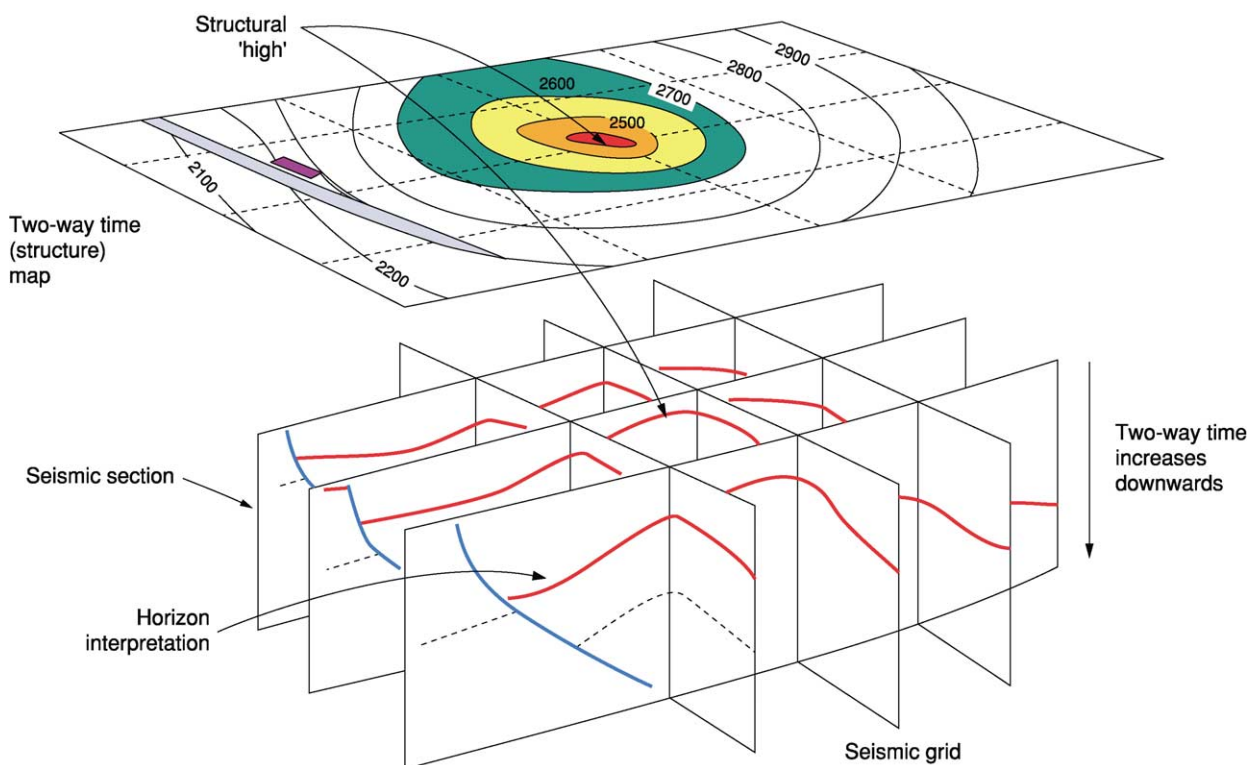 Structural
'high'
2900
2800
2700
2600
2500
2100
2200
Two-way time
(structure)
map
Seismic section
Two-way time
increases
downwards
Horizon
interpretation
Seismic grid